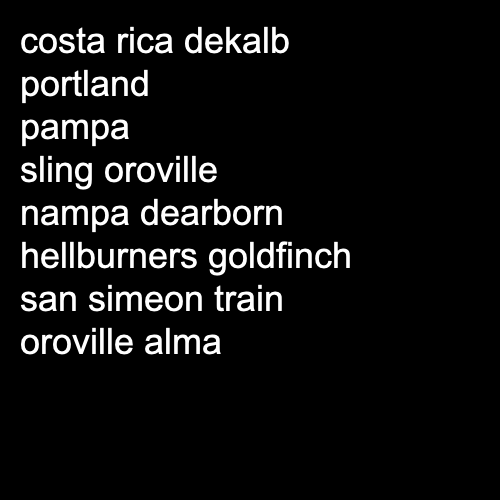 costa rica dekalb
portland
pampa
sling oroville
nampa dearborn
hellburners goldfinch
san simeon train
oroville alma